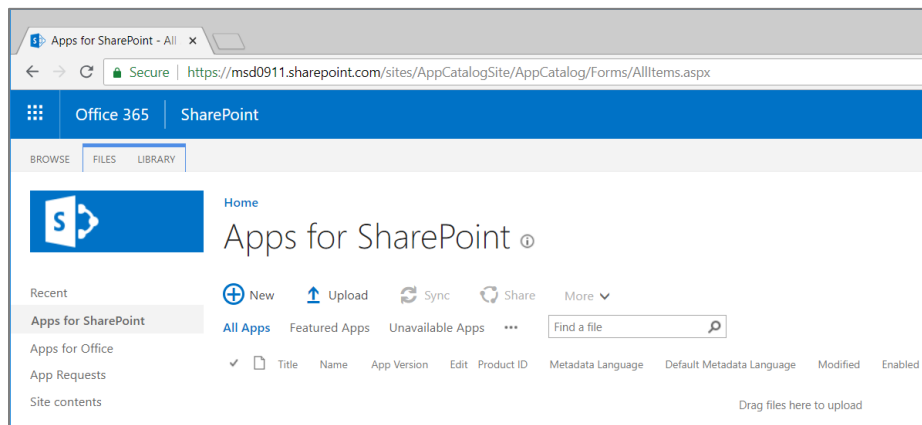 Apps for SharePoint - All
Secure https://msd0911.sharepoint.com/sites/AppCatalogSite/AppCatalog/Forms/AllItems.aspx
Office 365 SharePoint
BROWSE FILES LIBRARY
S
Home
Apps for SharePoint
New Upload Sync Share More
Recent
Apps for SharePoint
Apps for Office
App Requests
Site contents
All Apps Featured Apps Unavailable Apps ••• Find a file
Title Name App Version Edit Product ID Metadata Language Default Metadata Language Modified Enabled
Drag files here to upload